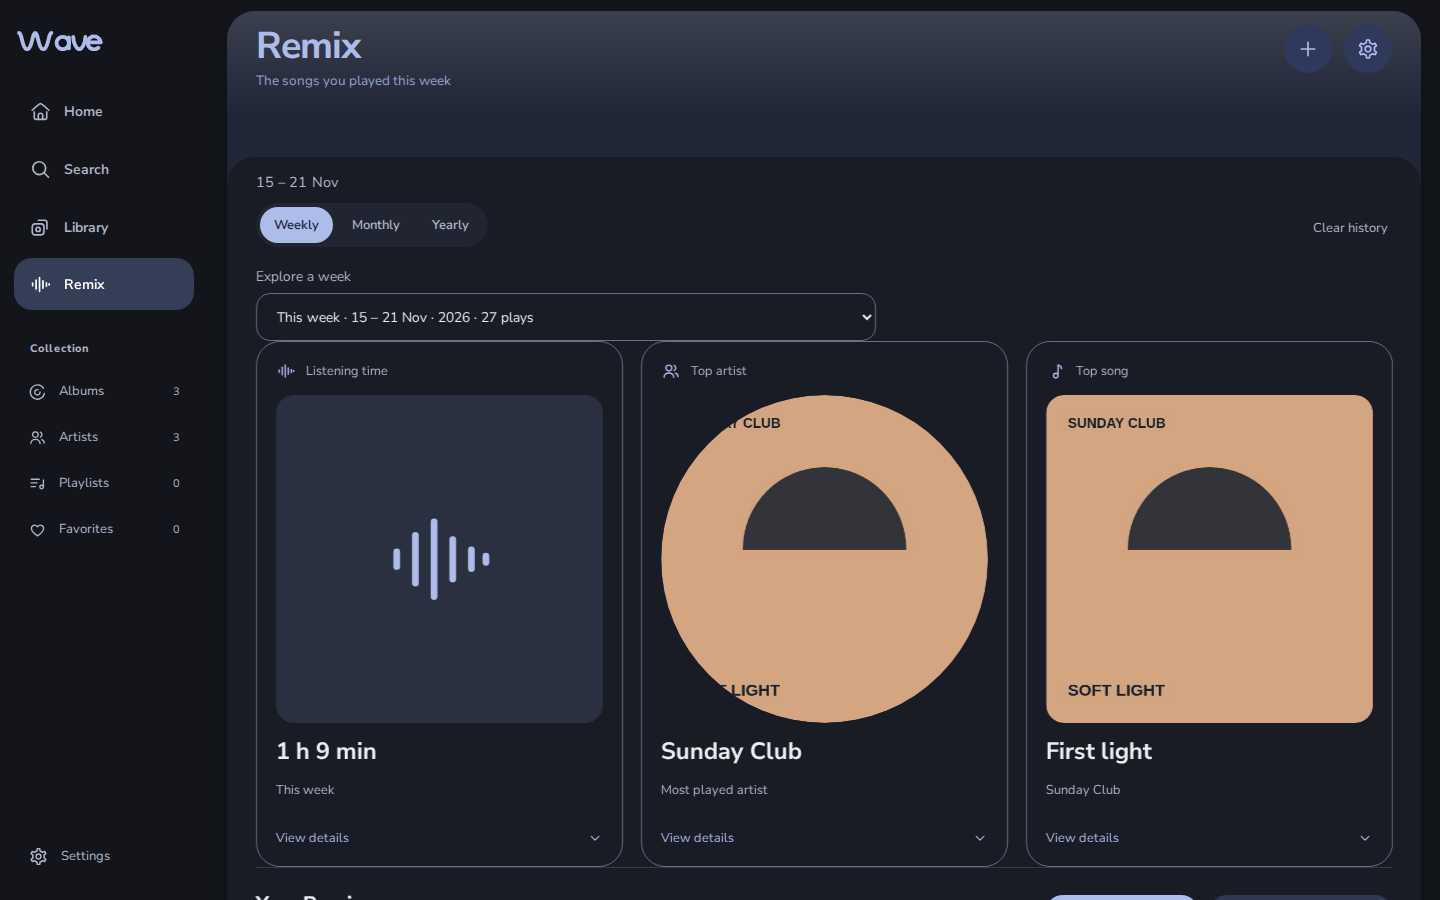 Wave
Home
Search
Library
Remix
Collection
Albums 3
Artists 3
Playlists 0
Favorites 0
Settings
Remix
The songs you played this week
15 – 21 Nov
Weekly Monthly Yearly
Clear history
Explore a week
This week · 15 – 21 Nov · 2026 · 27 plays
Listening time
1 h 9 min
This week
View details
Top artist
CLUB
LIGHT
Sunday Club
Most played artist
View details
Top song
SUNDAY CLUB
SOFT LIGHT
First light
Sunday Club
View details